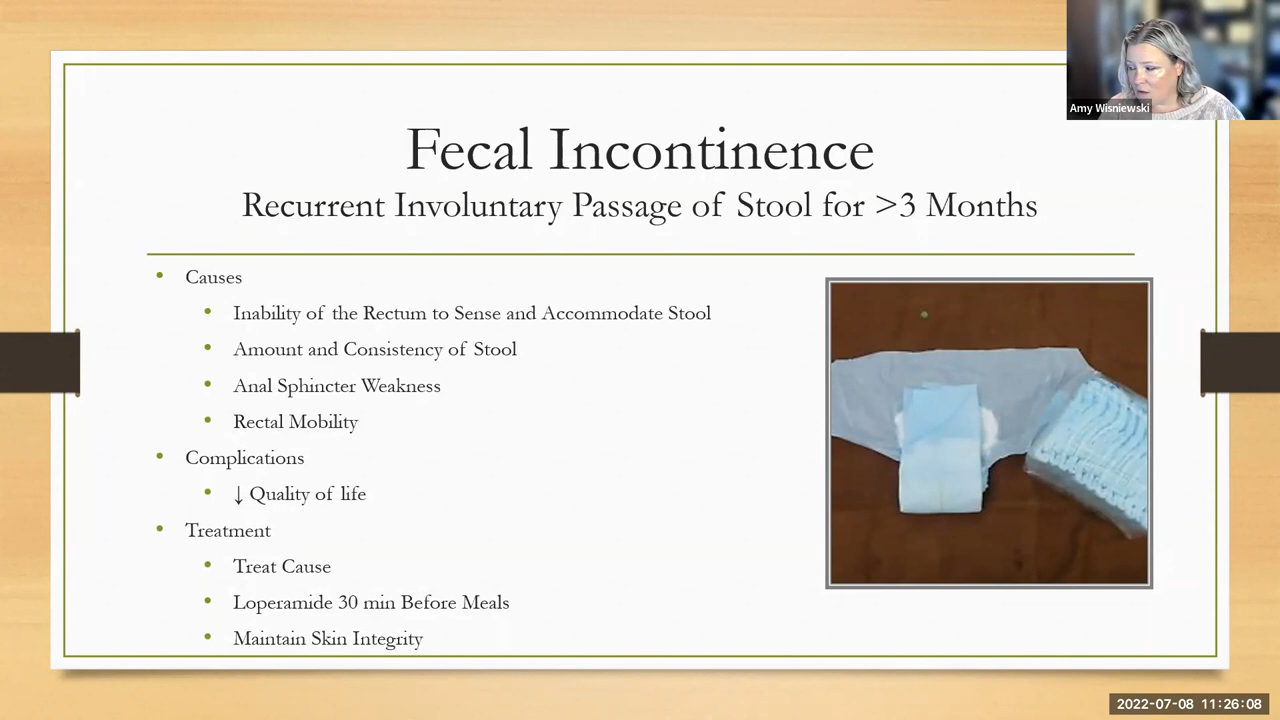 Amy Wisniewski
Fecal Incontinence
Recurrent Involuntary Passage of Stool for >3 Months
• Causes
• Inability of the Rectum to Sense and Accommodate Stool
• Amount and Consistency of Stool
• Anal Sphincter Weakness
• Rectal Mobility
• Complications
• ↓ Quality of life
• Treatment
• Treat Cause
• Loperamide 30 min Before Meals
• Maintain Skin Integrity
2022-07-08 11:26:08